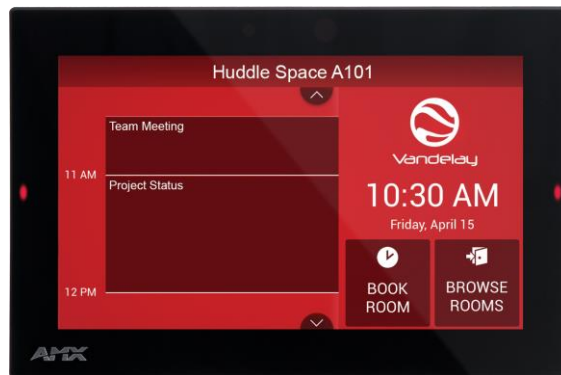 Huddle Space A101
Team Meeting
11 AM
Project Status
12 PM
Vandelay
10:30 AM
Friday, April 15
BOOK
ROOM
BROWSE
ROOMS
AMX